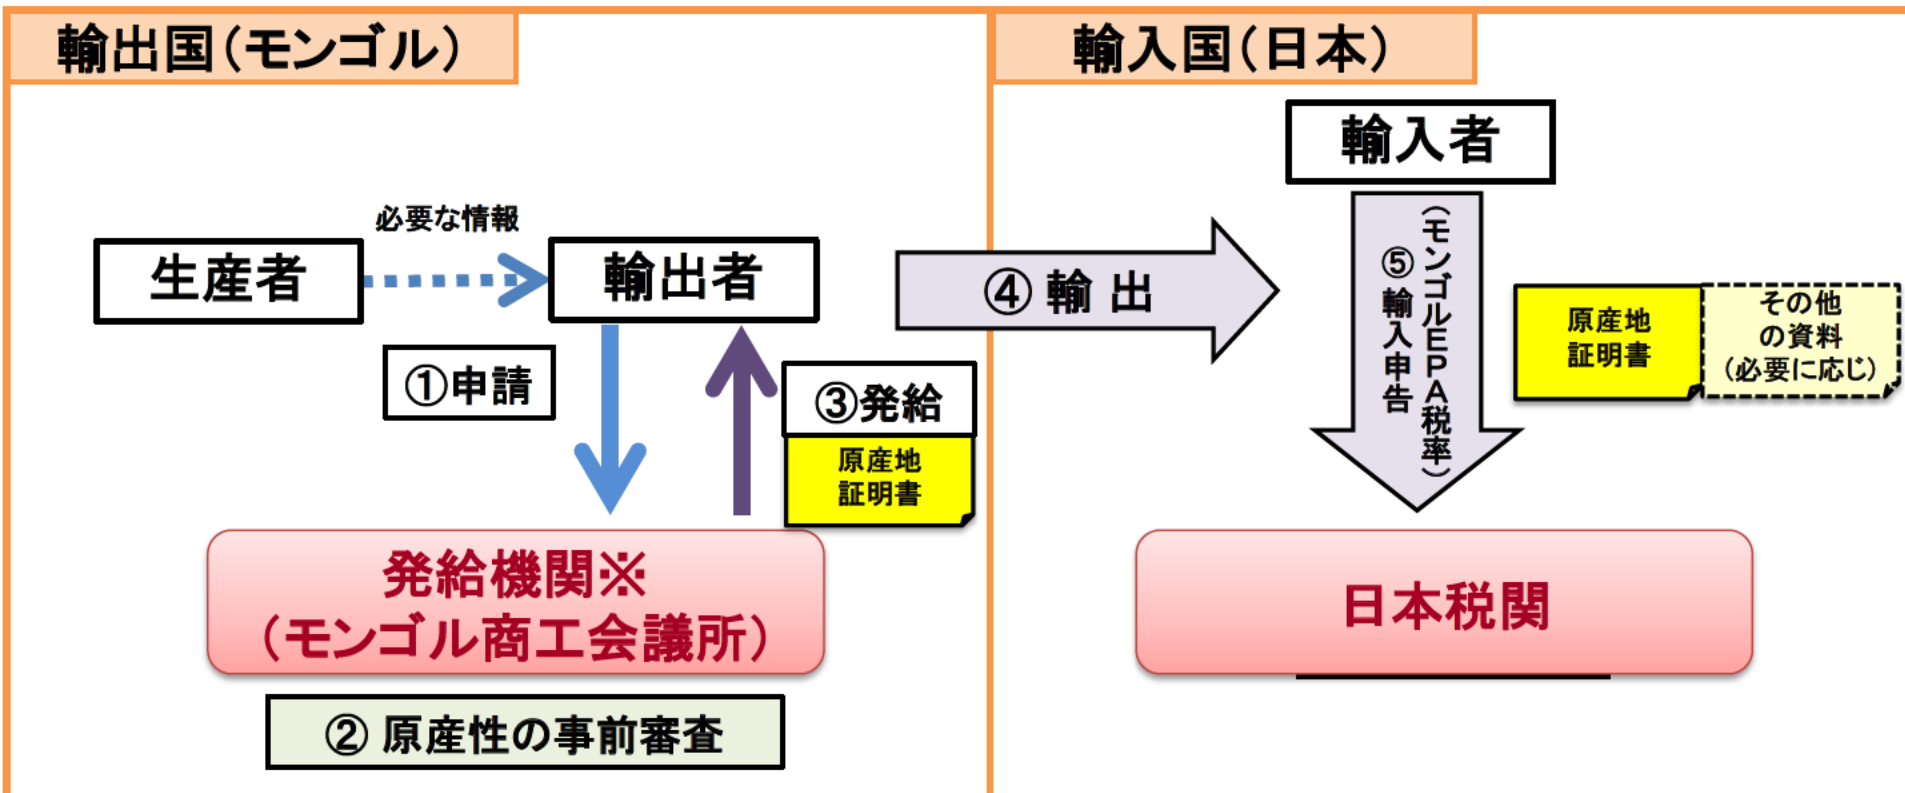 輸出国(モンゴル)
輸入国(日本)
輸入者
必要な情報
生産者
輸出者
①申請
③発給
原産地
証明書
④ 輸 出
⑤輸入申告
(モンゴルEPA税率)
原産地
証明書
その他
の資料
(必要に応じ)
発給機関※
(モンゴル商工会議所)
② 原産性の事前審査
日本税関